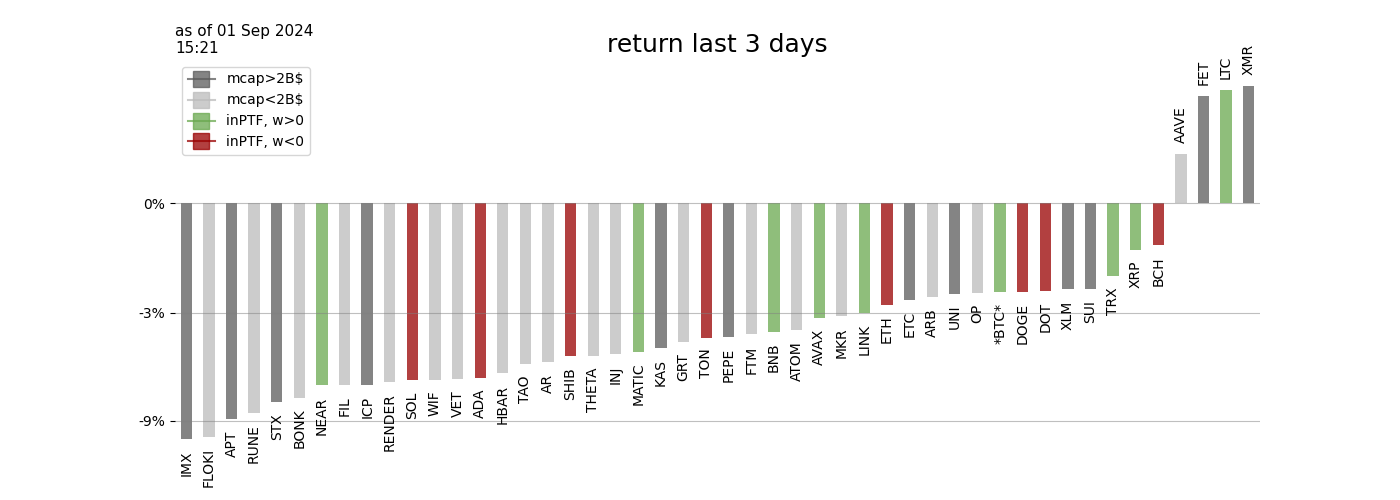 as of 01 Sep 2024
15:21
return last 3 days
mcap>2B$
mcap<2B$
inPTF, w>0
inPTF, w<0
0%
-3%
-9%
IMX
FLOKI
APT
RUNE
STX
BONK
NEAR
FIL
ICP
RENDER
SOL
WIF
VET
ADA
HBAR
TAO
AR
SHIB
THETA
INJ
MATIC
KAS
GRT
TON
PEPE
FTM
BNB
ATOM
AVAX
MKR
LINK
ETH
ETC
ARB
UNI
OP
*BTC*
DOGE
DOT
XLM
SUI
TRX
XRP
BCH
AAVE
FET
LTC
XMR